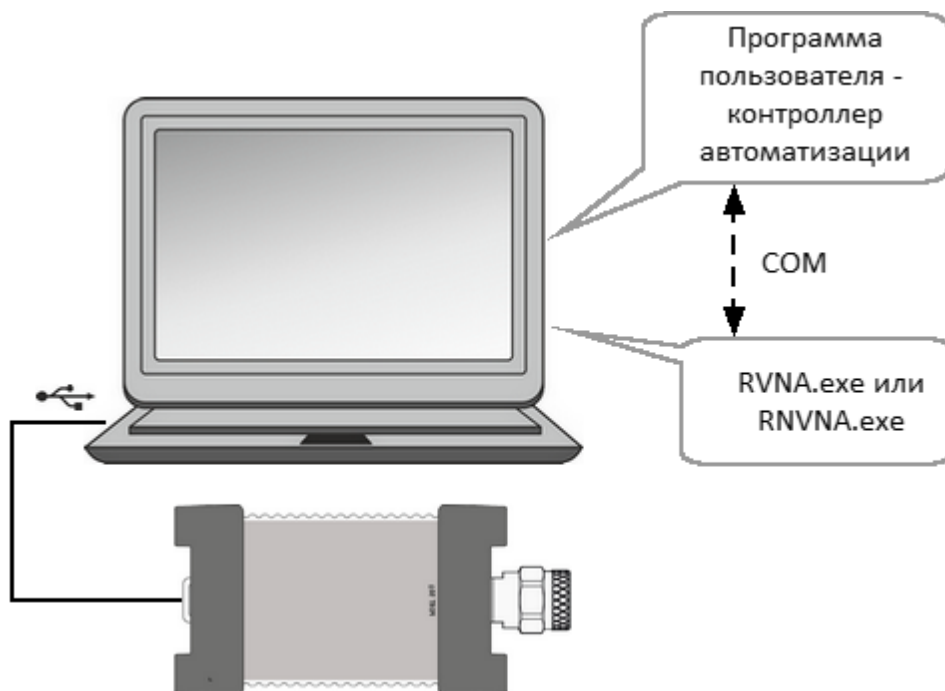 Программа
пользователя -
контроллер
автоматизации
COM
RVNA.exe или
RNVNA.exe